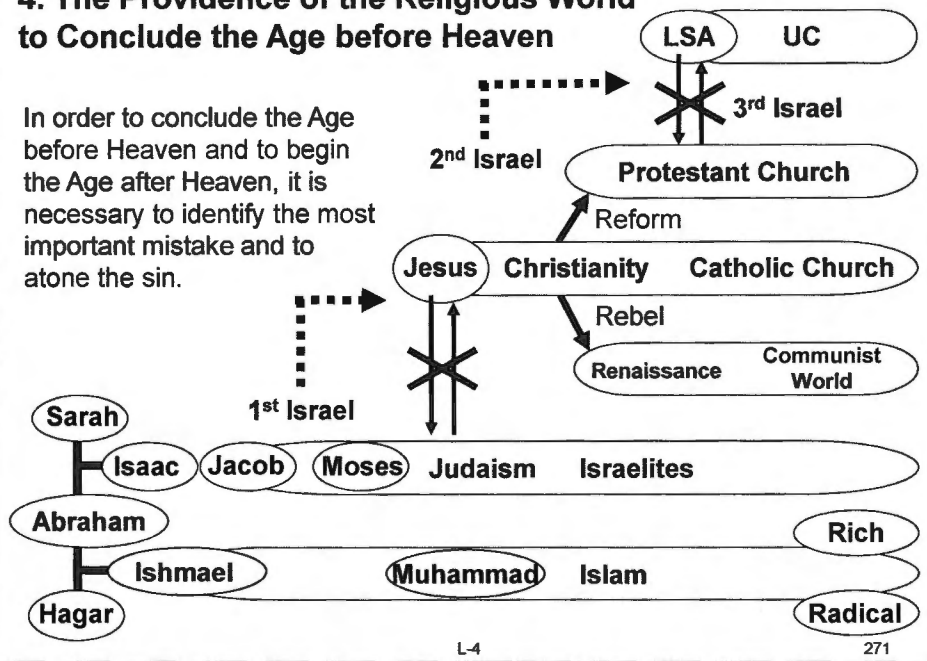 4. The Providence of the Religious World
to Conclude the Age before Heaven
LSA UC
In order to conclude the Age
before Heaven and to begin
the Age after Heaven, it is
necessary to identify the most
important mistake and to
atone the sin.
3rd Israel
2nd Israel
Protestant Church
Reform
Jesus Christianity Catholic Church
Rebel
Renaissance Communist
World
1st Israel
Sarah
Isaac Jacob Moses Judaism Israelites
Abraham
Rich
Ishmael Muhammad Islam
Hagar
Radical
L-4 271